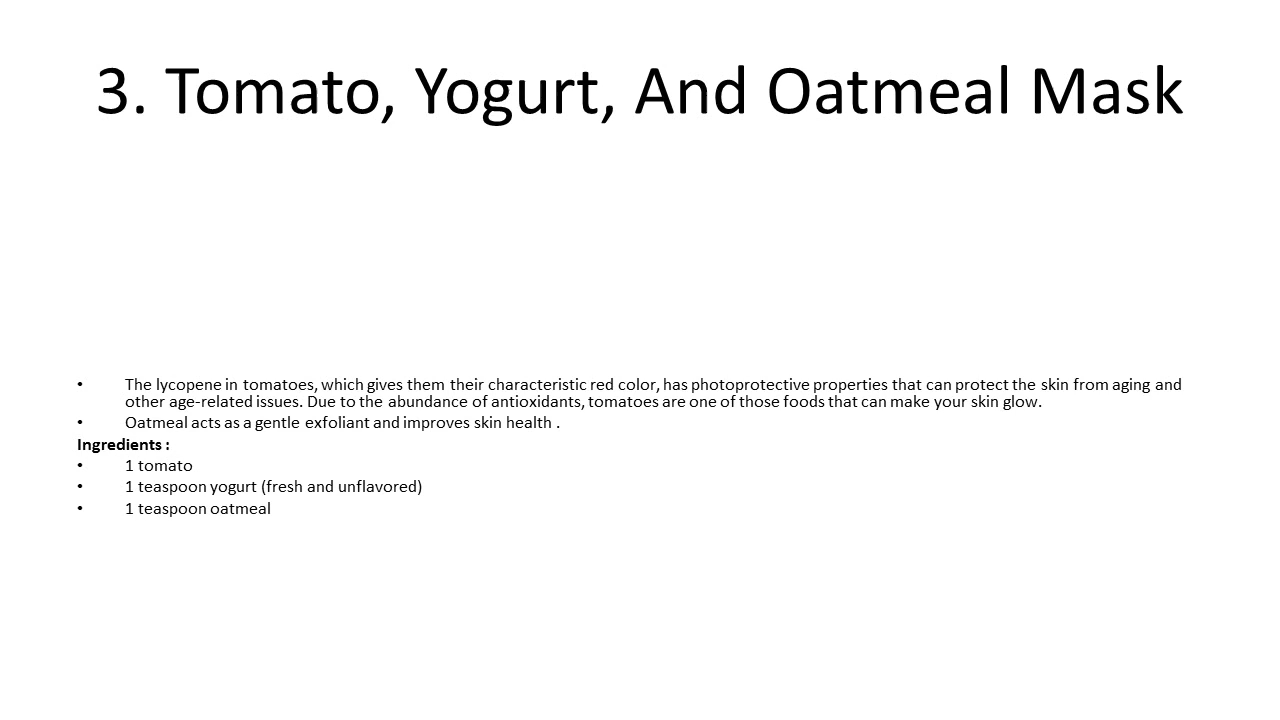 3. Tomato, Yogurt, And Oatmeal Mask
• The lycopene in tomatoes, which gives them their characteristic red color, has photoprotective properties that can protect the skin from aging and
other age-related issues. Due to the abundance of antioxidants, tomatoes are one of those foods that can make your skin glow.
• Oatmeal acts as a gentle exfoliant and improves skin health .
Ingredients :
• 1 tomato
• 1 teaspoon yogurt (fresh and unflavored)
• 1 teaspoon oatmeal